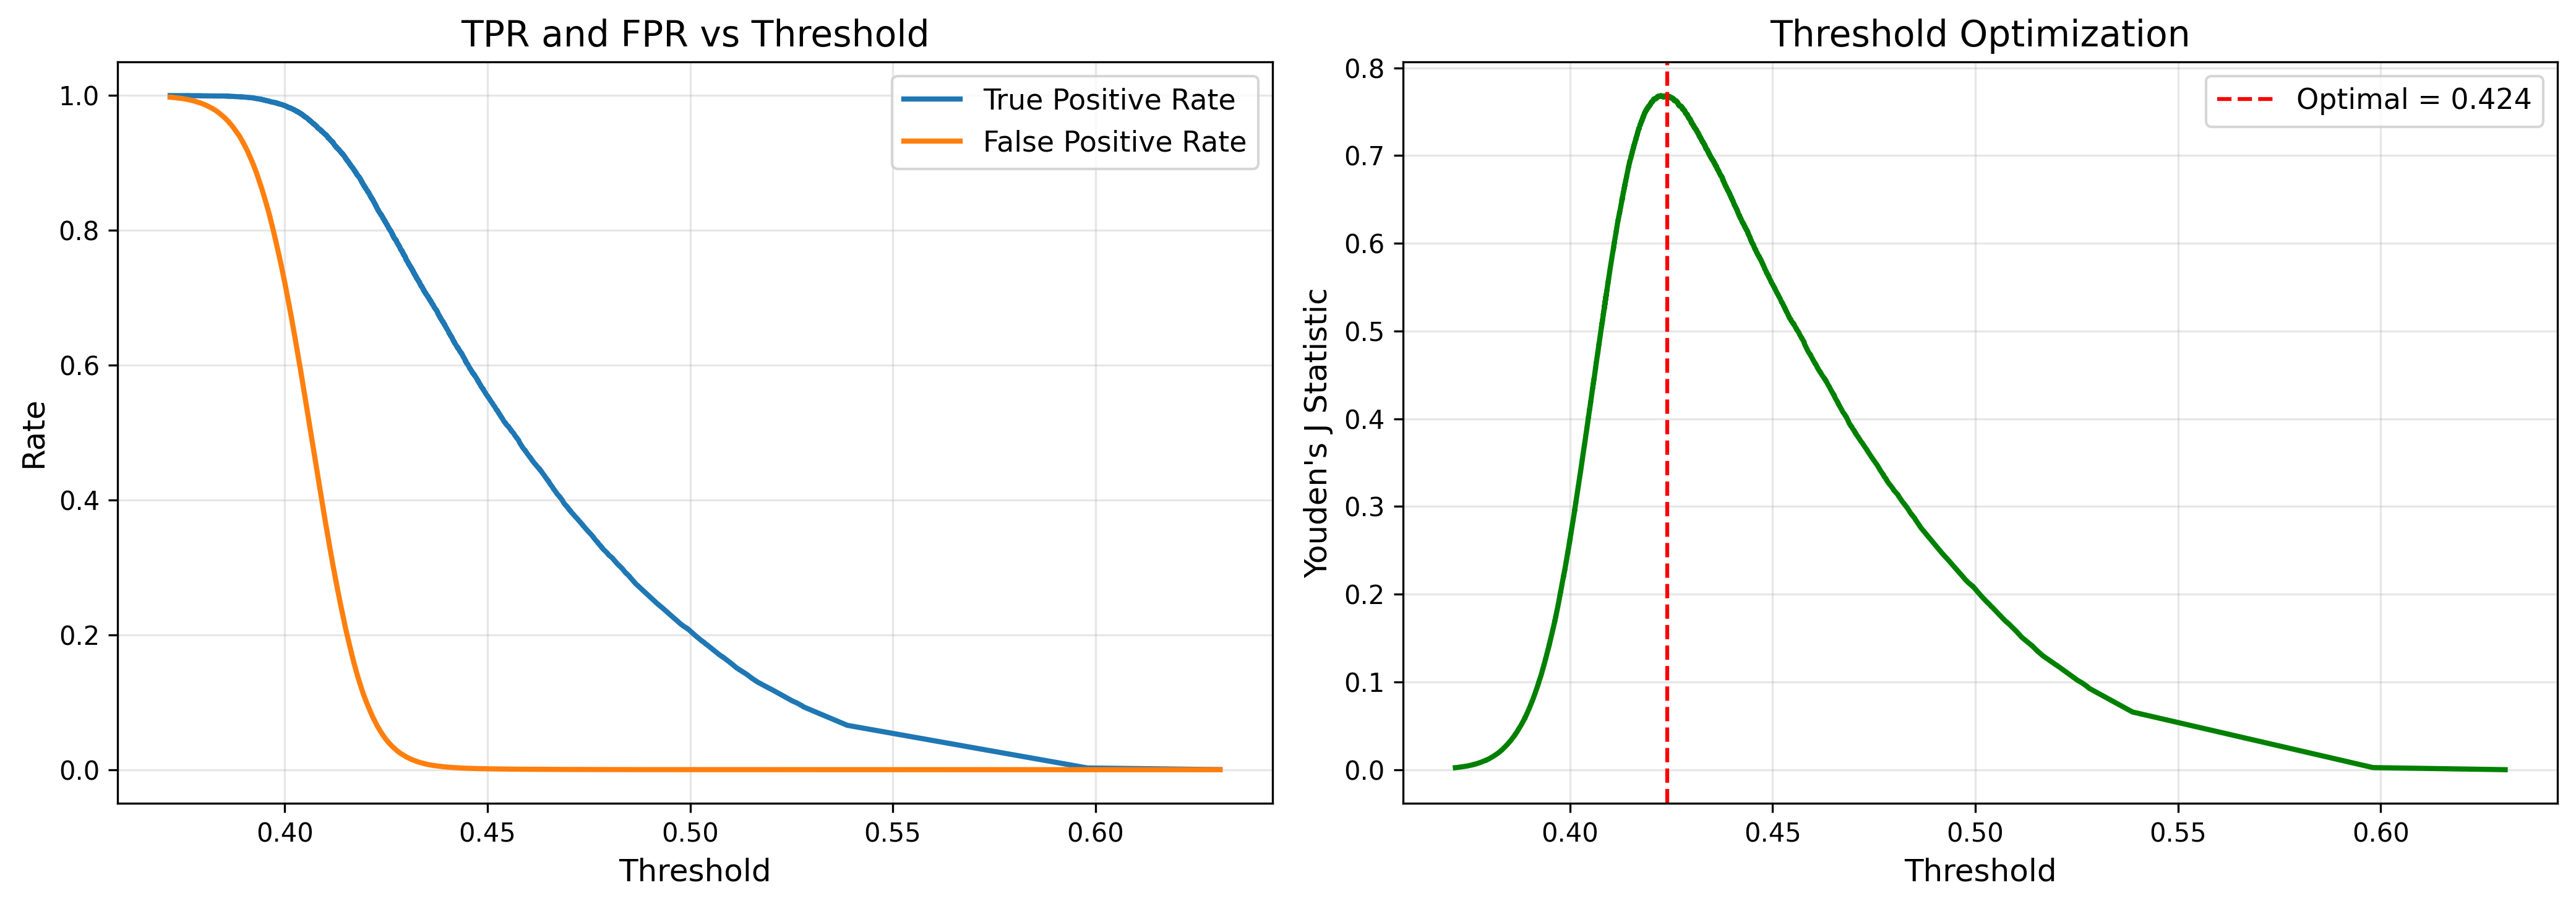 TPR and FPR vs Threshold
True Positive Rate
False Positive Rate
1.0
0.8
0.6
0.4
0.2
0.0
Rate
0.40 0.45 0.50 0.55 0.60
Threshold
Threshold Optimization
Optimal = 0.424
0.8
0.7
0.6
0.5
0.4
0.3
0.2
0.1
0.0
Youden's J Statistic
0.40 0.45 0.50 0.55 0.60
Threshold